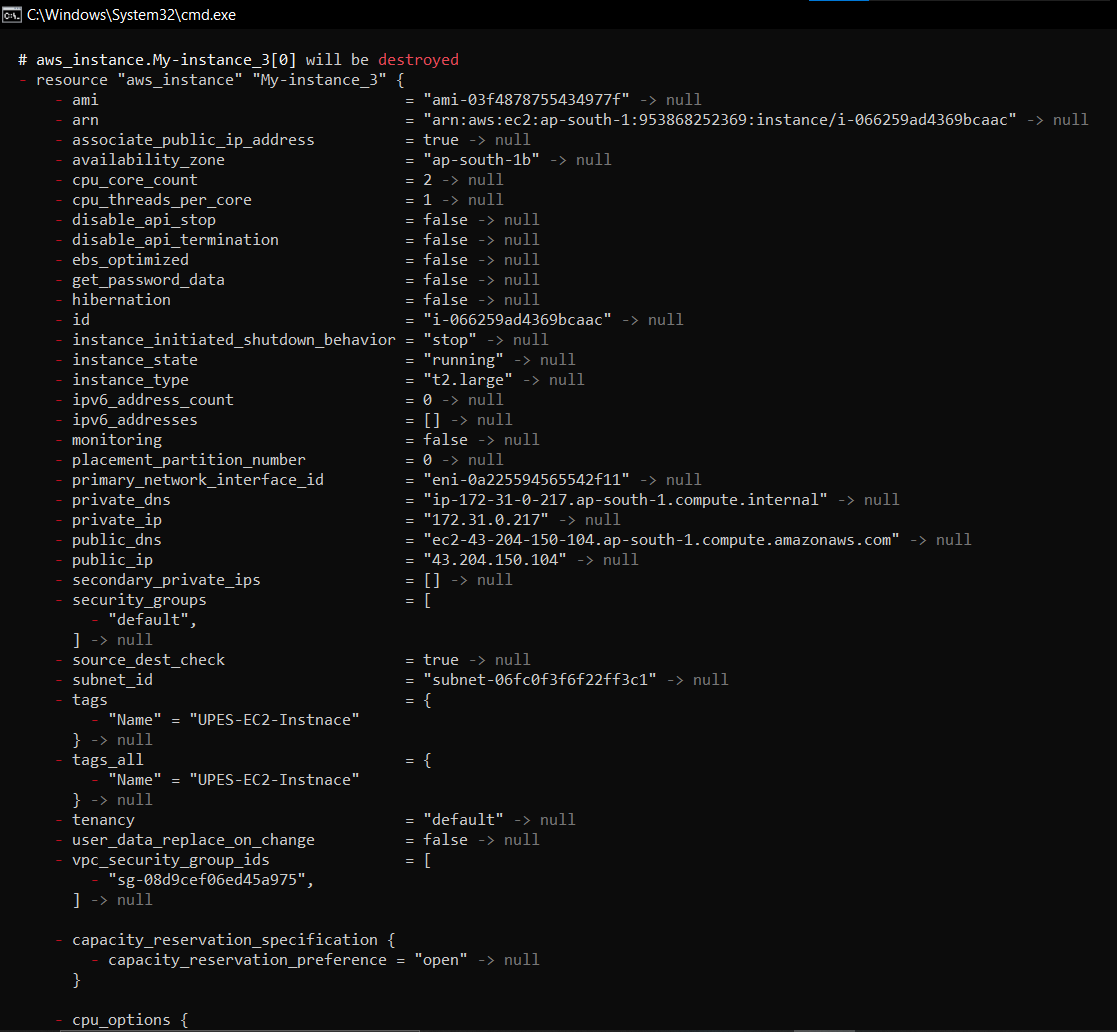 C:\Windows\System32\cmd.exe
# aws_instance.My-instance_3[0] will be destroyed
- resource "aws_instance" "My-instance_3" {
- ami = "ami-03f4878755434977f" -> null
- arn = "arn:aws:ec2:ap-south-1:953868252369:instance/i-066259ad4369bcaac" -> null
- associate_public_ip_address = true -> null
- availability_zone = "ap-south-1b" -> null
- cpu_core_count = 2 -> null
- cpu_threads_per_core = 1 -> null
- disable_api_stop = false -> null
- disable_api_termination = false -> null
- ebs_optimized = false -> null
- get_password_data = false -> null
- hibernation = false -> null
- id = "i-066259ad4369bcaac" -> null
- instance_initiated_shutdown_behavior = "stop" -> null
- instance_state = "running" -> null
- instance_type = "t2.large" -> null
- ipv6_address_count = 0 -> null
- ipv6_addresses = [] -> null
- monitoring = false -> null
- placement_partition_number = 0 -> null
- primary_network_interface_id = "eni-0a225594565542f11" -> null
- private_dns = "ip-172-31-0-217.ap-south-1.compute.internal" -> null
- private_ip = "172.31.0.217" -> null
- public_dns = "ec2-43-204-150-104.ap-south-1.compute.amazonaws.com" -> null
- public_ip = "43.204.150.104" -> null
- secondary_private_ips = [] -> null
- security_groups = [
- "default",
] -> null
- source_dest_check = true -> null
- subnet_id = "subnet-06fc0f3f6f22ff3c1" -> null
- tags = {
- "Name" = "UPES-EC2-Instnace"
} -> null
- tags_all = {
- "Name" = "UPES-EC2-Instnace"
} -> null
- tenancy = "default" -> null
- user_data_replace_on_change = false -> null
- vpc_security_group_ids = [
- "sg-08d9cef06ed45a975",
] -> null
- capacity_reservation_specification {
- capacity_reservation_preference = "open" -> null
}
- cpu_options {